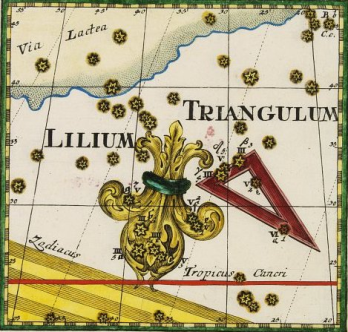 Via Lactea
TRIANGULUM
LILIUM
Zodiacus
Tropicus Cancri